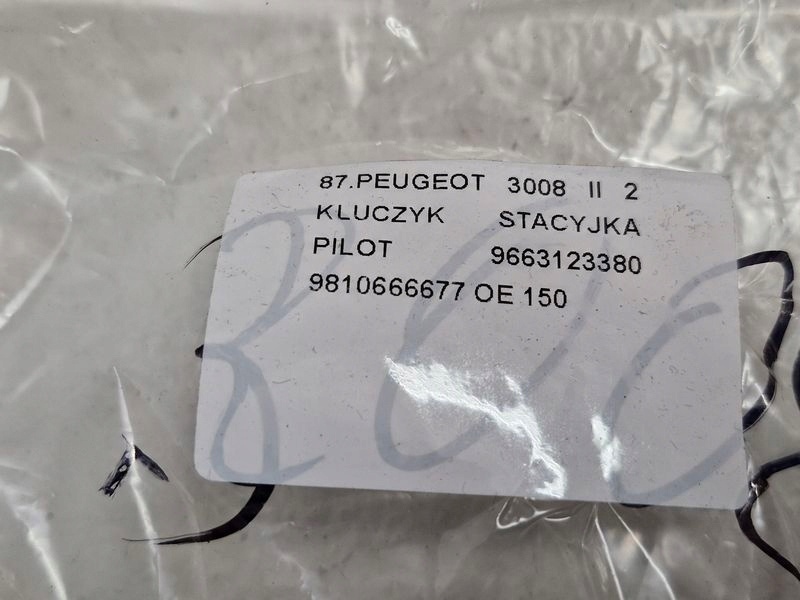 87.PEUGEOT 3008 II 2
KLUCZYK STACYJKA
PILOT 9663123380
9810666677 OE 150